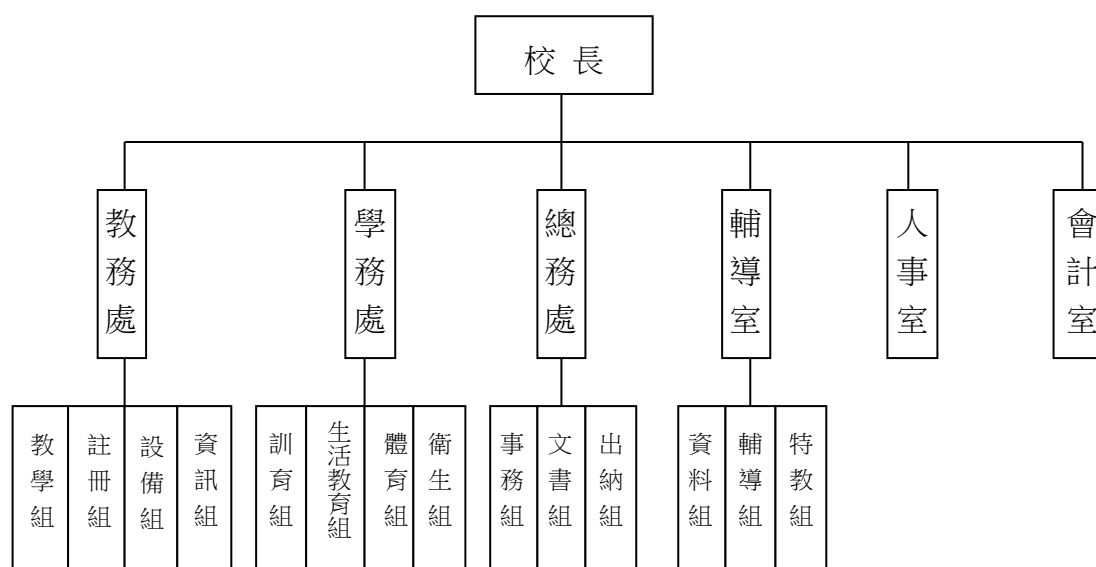 校長
教務處
學務處
總務處
輔導室
人事室
會計室
教學組
註冊組
設備組
資訊組
訓育組
生活教育組
體育組
衛生組
事務組
文書組
出納組
資料組
輔導組
特教組